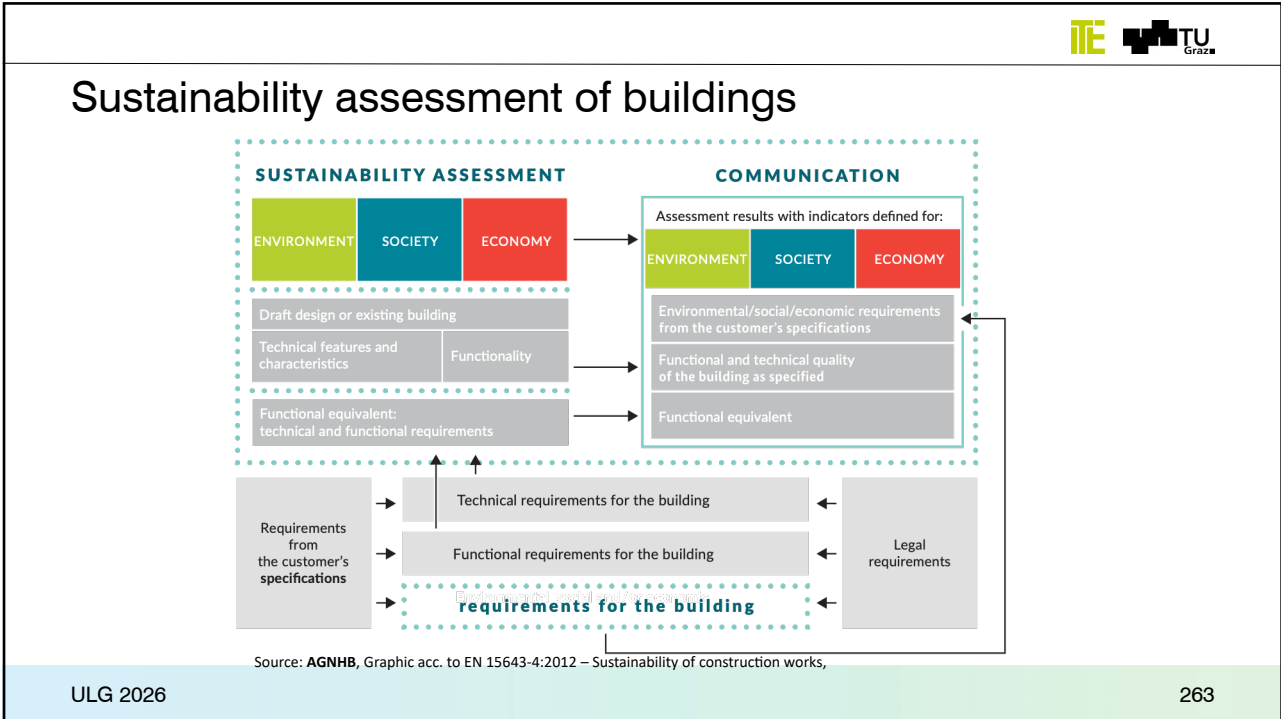 iTE TU
Graz
Sustainability assessment of buildings
SUSTAINABILITY ASSESSMENT
ENVIRONMENT
SOCIETY
ECONOMY
Draft design or existing building
Technical features and
characteristics
Functionality
Functional equivalent:
technical and functional requirements
COMMUNICATION
Assessment results with indicators defined for:
ENVIRONMENT
SOCIETY
ECONOMY
Environmental/social/economic requirements
from the customer's specifications
Functional and technical quality
of the building as specified
Functional equivalent
Requirements
from
the customer's
specifications
Technical requirements for the building
Functional requirements for the building
requirements for the building
Legal
requirements
Source: AGNHB, Graphic acc. to EN 15643-4:2012 – Sustainability of construction works,
ULG 2026
263